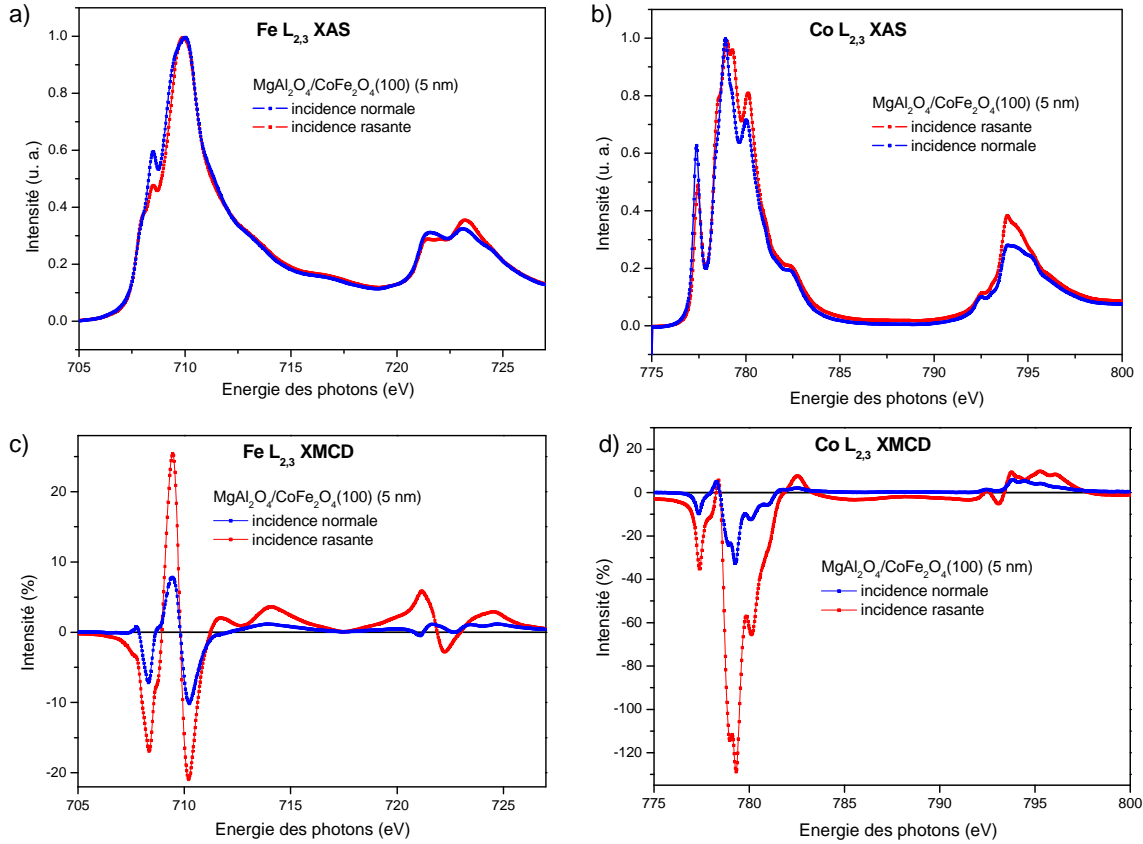 a)
Fe L2,3 XAS
MgAl2O4/CoFe2O4(100) (5 nm)
incidence normale
incidence rasante
Intensité (u. a.)
1.0
0.8
0.6
0.4
0.2
0.0
705 710 715 720 725
Energie des photons (eV)
b)
Co L2,3 XAS
MgAl2O4/CoFe2O4(100) (5 nm)
incidence rasante
incidence normale
Intensité (u. a.)
1.0
0.8
0.6
0.4
0.2
0.0
775 780 785 790 795 800
Energie des photons (eV)
c)
Fe L2,3 XMCD
MgAl2O4/CoFe2O4(100) (5 nm)
incidence normale
incidence rasante
Intensité (%)
20
10
0
-10
-20
705 710 715 720 725
Energie des photons (eV)
d)
Co L2,3 XMCD
MgAl2O4/CoFe2O4(100) (5 nm)
incidence normale
incidence rasante
Intensité (%)
20
0
-20
-40
-60
-80
-100
-120
775 780 785 790 795 800
Energie des photons (eV)